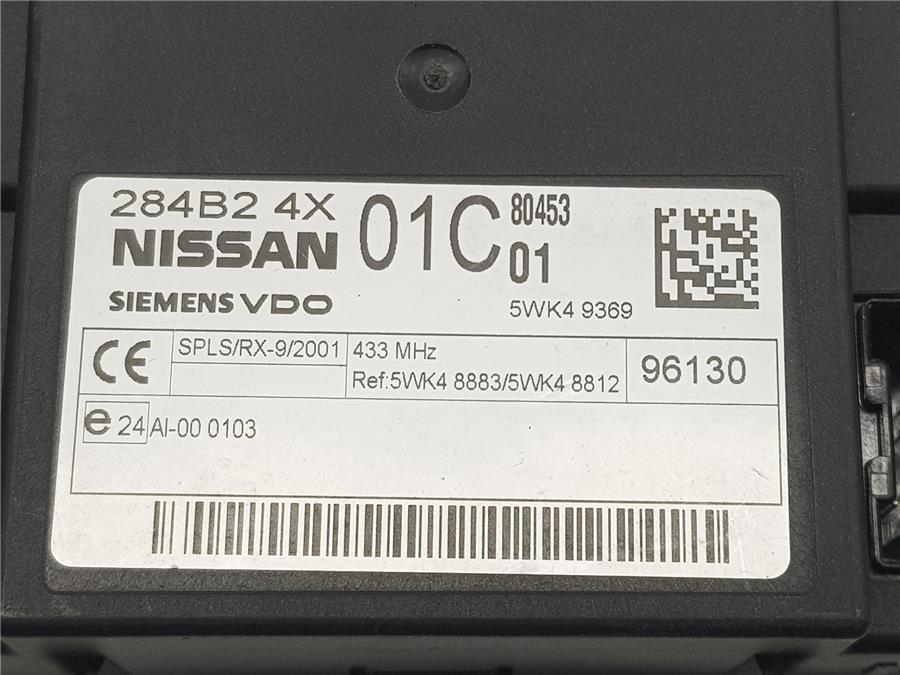 284B2 4X 01C 80453
NISSAN 01
SIEMENS VDO 5WK4 9369
CE SPLS/RX-9/2001 433 MHz 96130
Ref:5WK4 8883/5WK4 8812
e 24 AI-00 0103